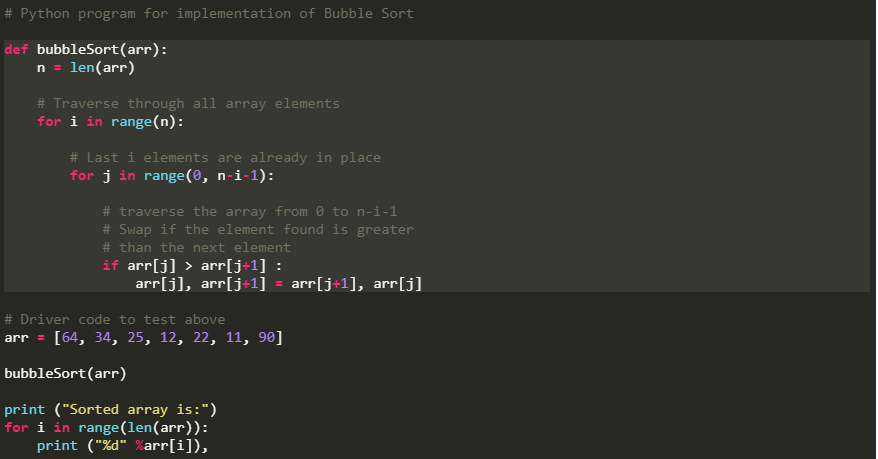 # Python program for implementation of Bubble Sort

def bubbleSort(arr):
    n = len(arr)

    # Traverse through all array elements
    for i in range(n):

        # Last i elements are already in place
        for j in range(0, n-i-1):

            # traverse the array from 0 to n-i-1
            # Swap if the element found is greater
            # than the next element
            if arr[j] > arr[j+1] :
                arr[j], arr[j+1] = arr[j+1], arr[j]

# Driver code to test above
arr = [64, 34, 25, 12, 22, 11, 90]

bubbleSort(arr)

print ("Sorted array is:")
for i in range(len(arr)):
    print ("%d" %arr[i]),